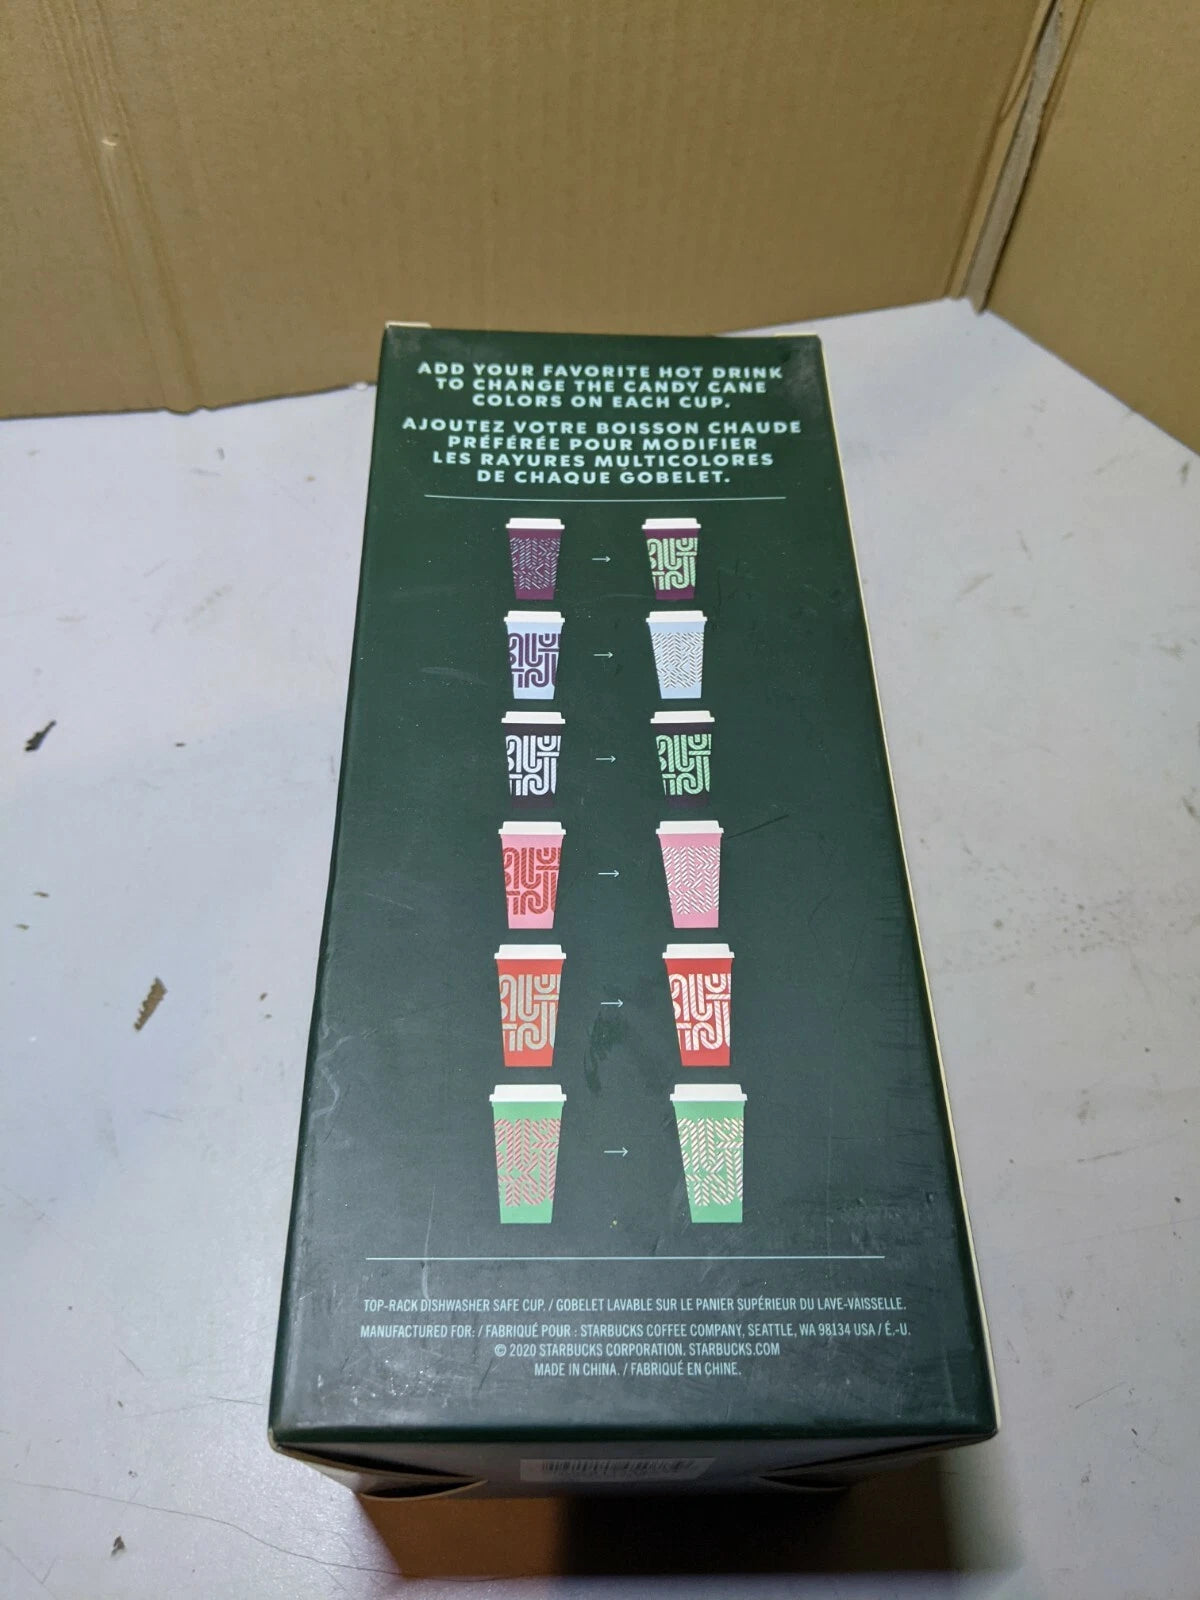 ADD YOUR FAVORITE HOT DRINK
TO CHANGE THE CANDY CANE
COLORS ON EACH CUP.
AJOUTEZ VOTRE BOISSON CHAUDE
PRÉFÉRÉE POUR MODIFIER
LES RAYURES MULTICOLORES
DE CHAQUE GOBELET.
TOP-RACK DISHWASHER SAFE CUP. / GOBELET LAVABLE SUR LE PANIER SUPÉRIEUR DU LAVE-VAISSELLE.
MANUFACTURED FOR: / FABRIQUÉ POUR : STARBUCKS COFFEE COMPANY, SEATTLE, WA 98134 USA / É.-U.
© 2020 STARBUCKS CORPORATION. STARBUCKS.COM
MADE IN CHINA. / FABRIQUÉ EN CHINE.